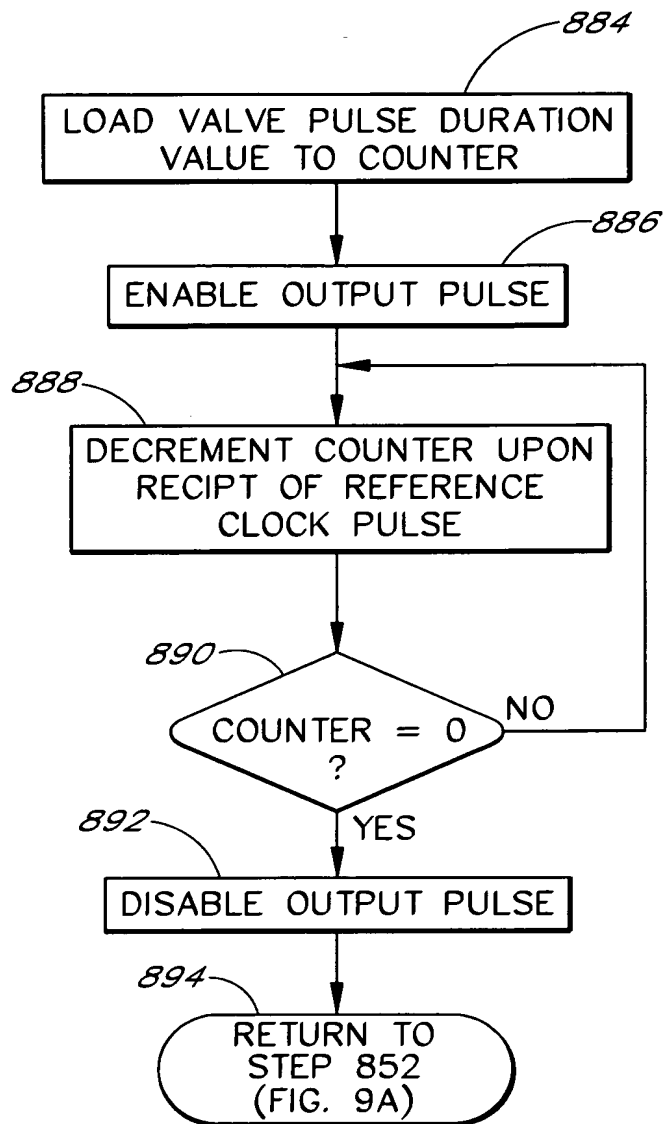 884
LOAD VALVE PULSE DURATION
VALUE TO COUNTER
886
ENABLE OUTPUT PULSE
888
DECREMENT COUNTER UPON
RECIPT OF REFERENCE
CLOCK PULSE
890
COUNTER = 0
?
NO
YES
892
DISABLE OUTPUT PULSE
894
RETURN TO
STEP 852
(FIG. 9A)